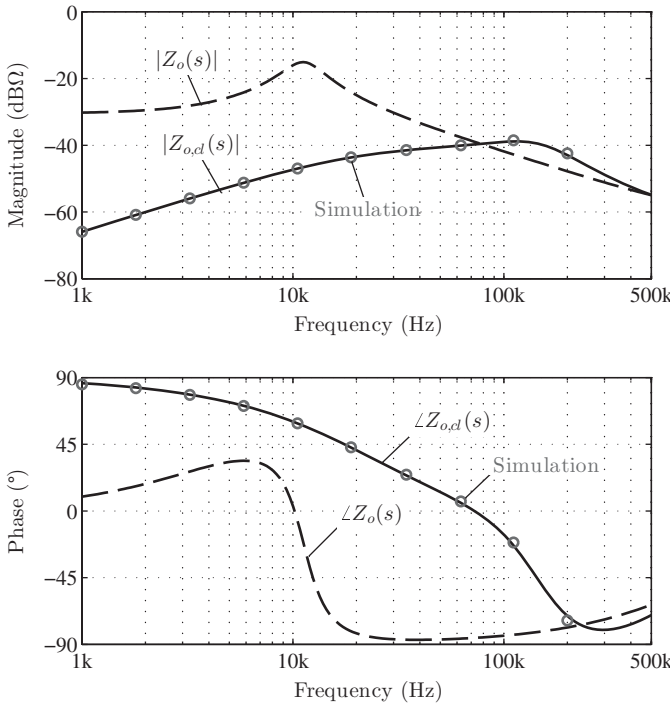 0
−20
−40
−60
−80
Magnitude (dBΩ)
|Z_o(s)|
|Z_{o,cl}(s)|
Simulation
1k 10k 100k 500k
Frequency (Hz)
90
45
0
−45
−90
Phase (°)
∠Z_{o,cl}(s)
Simulation
∠Z_o(s)
1k 10k 100k 500k
Frequency (Hz)